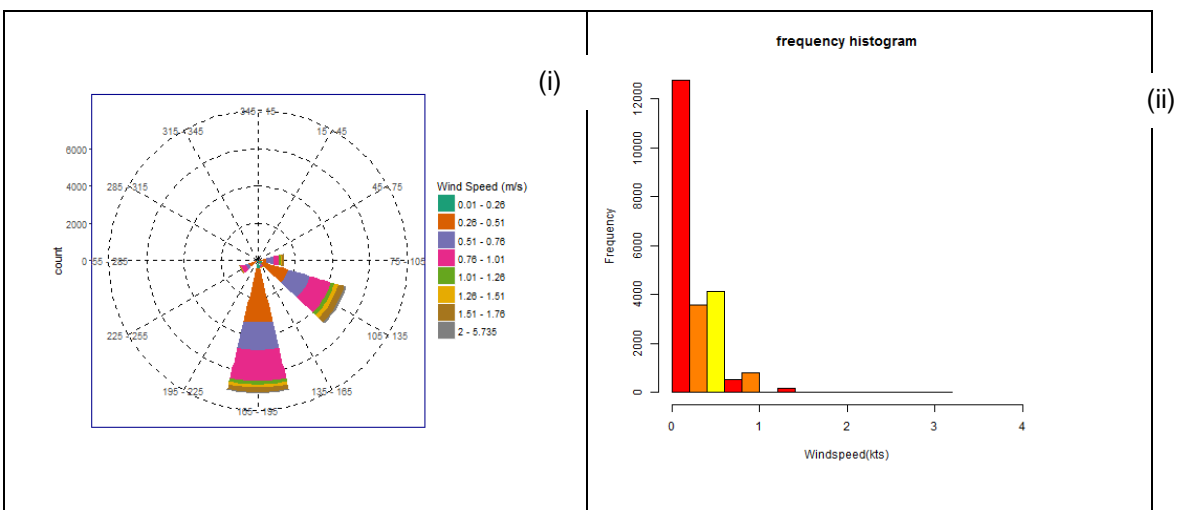 (i)
345 - 15
315 - 345
15 - 45
6000
285 - 315
45 - 75
4000
2000
0
55 - 285
75 - 105
count
225 - 255
105 - 135
195 - 225
135 - 165
165 - 195
Wind Speed (m/s)
0.01 - 0.26
0.26 - 0.51
0.51 - 0.76
0.76 - 1.01
1.01 - 1.26
1.26 - 1.51
1.51 - 1.76
2 - 5.735
frequency histogram
(ii)
12000
10000
8000
6000
4000
2000
0
Frequency
0 1 2 3 4
Windspeed(kts)